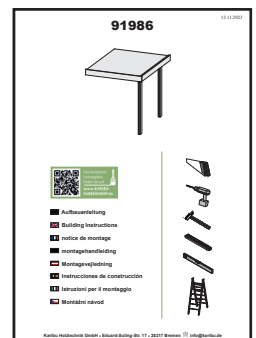 15.11.2023
91986
Aufbauanleitung
Building Instructions
notice de montage
montagehandleiding
Montagevejledning
Instrucciones de construcción
Istruzioni per il montaggio
Montážní návod
Karibu Holztechnik GmbH • Eduard-Suling-Str. 17 • 28217 Bremen info@karibu.de